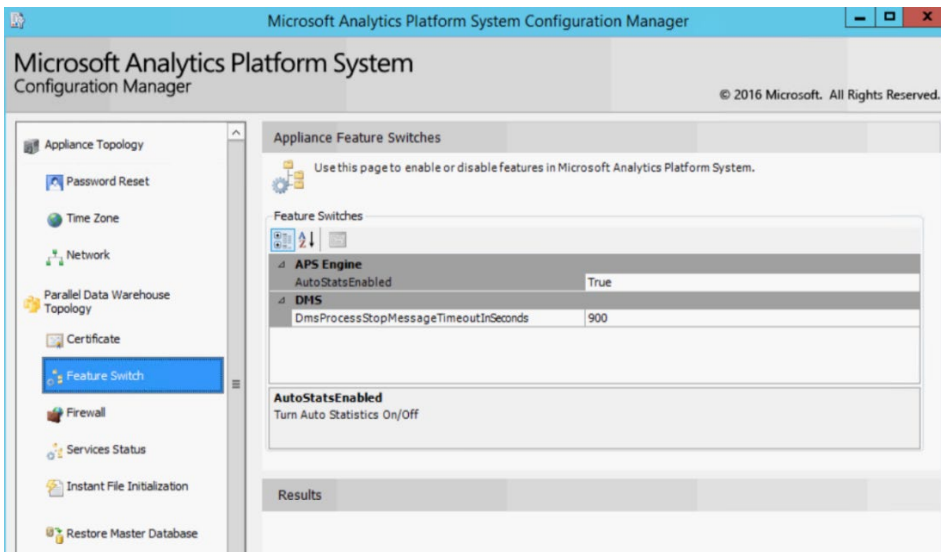 Microsoft Analytics Platform System Configuration Manager
Microsoft Analytics Platform System
Configuration Manager
© 2016 Microsoft. All Rights Reserved.
Appliance Topology
Password Reset
Time Zone
Network
Parallel Data Warehouse
Topology
Certificate
Feature Switch
Firewall
Services Status
Instant File Initialization
Restore Master Database
Appliance Feature Switches
Use this page to enable or disable features in Microsoft Analytics Platform System.
Feature Switches
APS Engine
AutoStatsEnabled True
DMS
DmsProcessStopMessageTimeoutInSeconds 900
AutoStatsEnabled
Turn Auto Statistics On/Off
Results